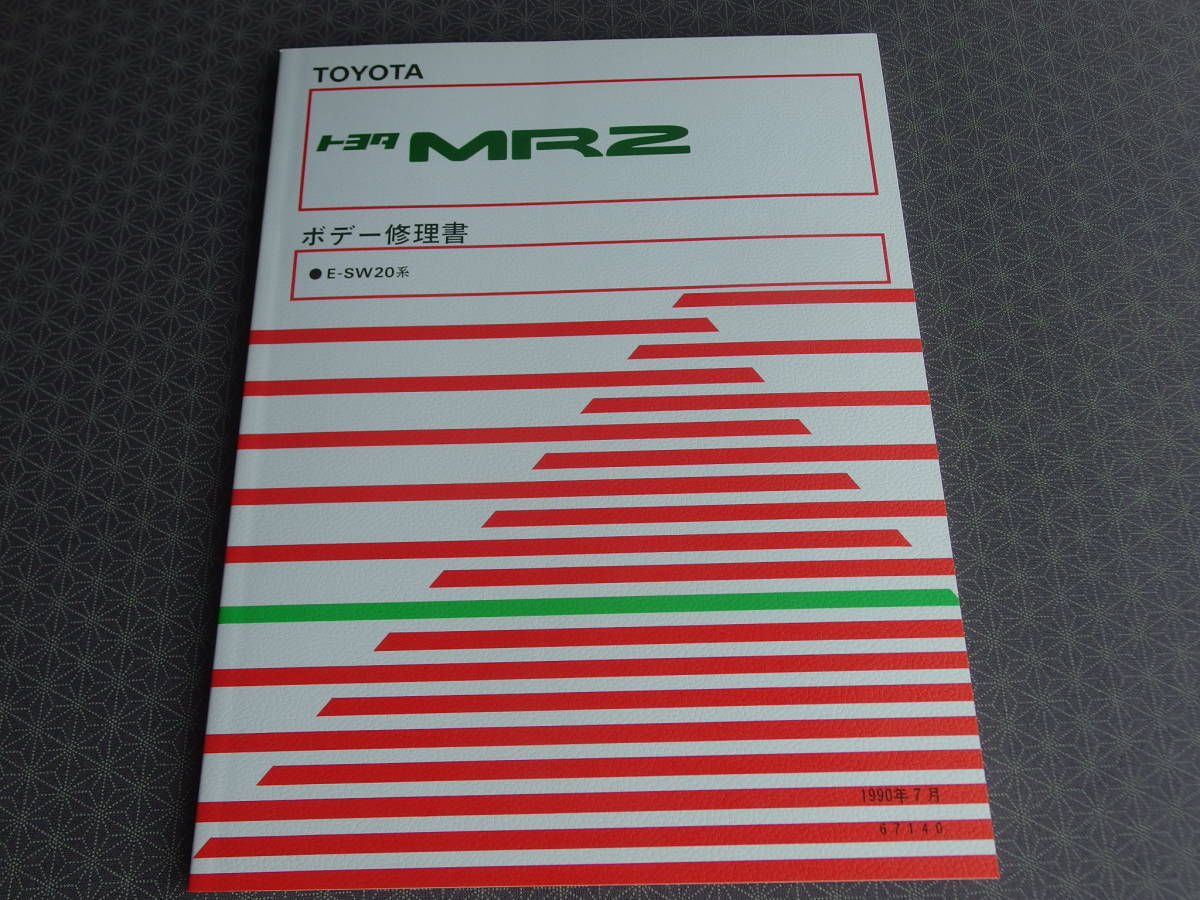 TOYOTA
トヨタ MR2
ボデー修理書
●E-SW20系
1990年7月
67140